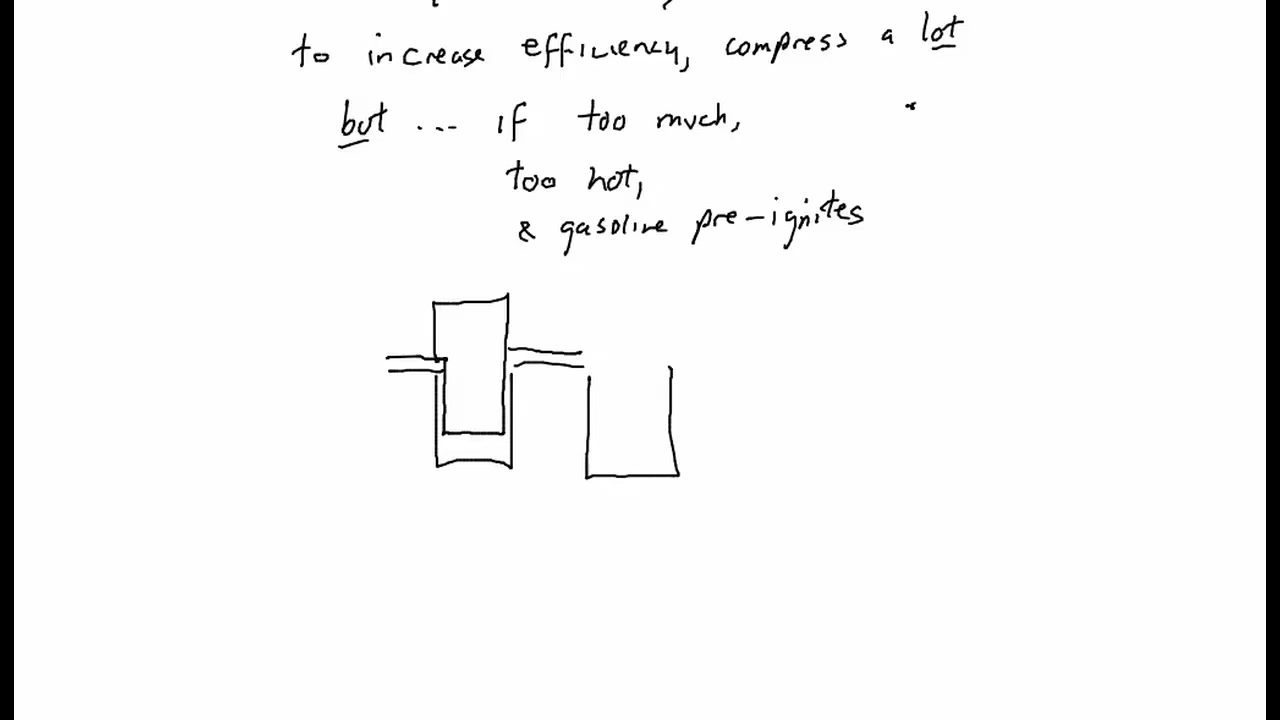 to increase efficiency, compress a lot
but ... if too much,
too hot,
& gasoline pre-ignites